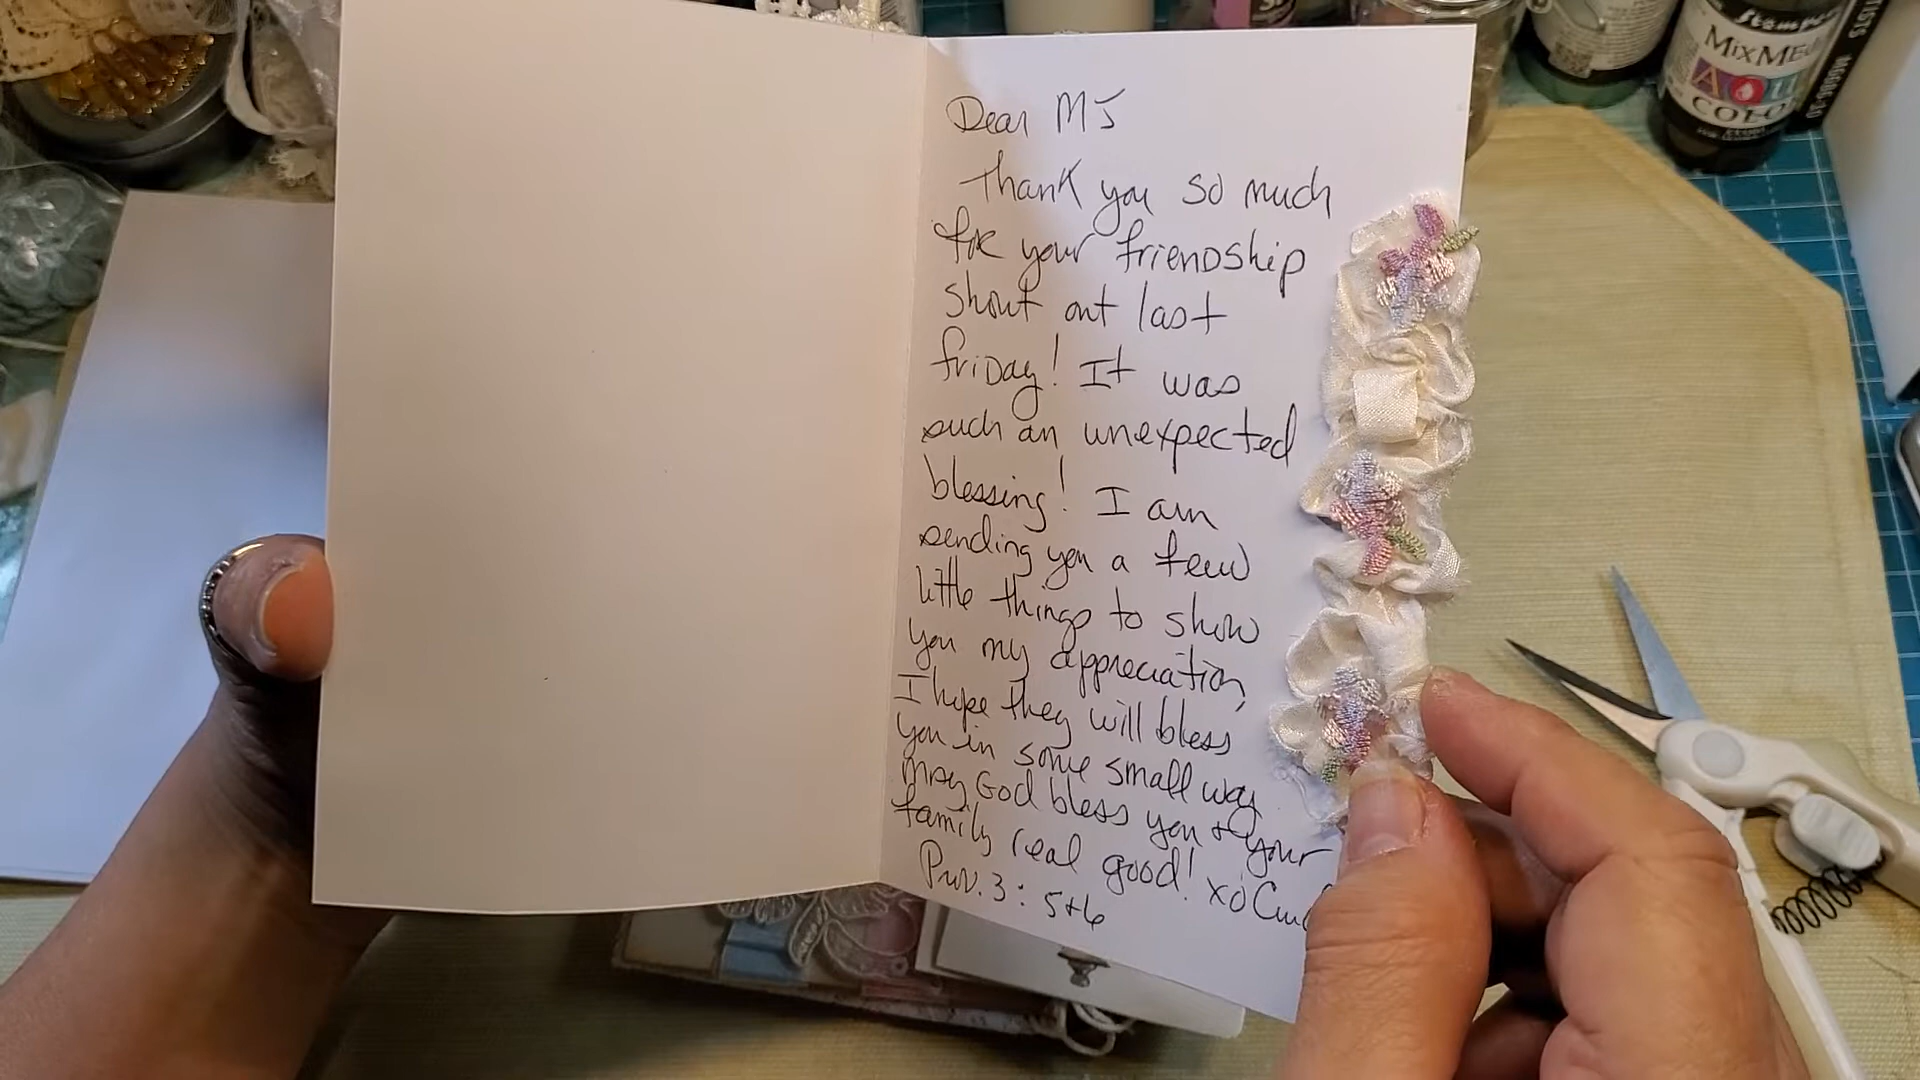 Dear MJ
Thank you so much
for your friendship
shout out last
friday! It was
such an unexpected
blessing! I am
sending you a few
little things to show
you my appreciation,
I hope they will bless
you in some small way
may God bless you & your
family real good! xo
Prov. 3:5+6
MIXME
COLO